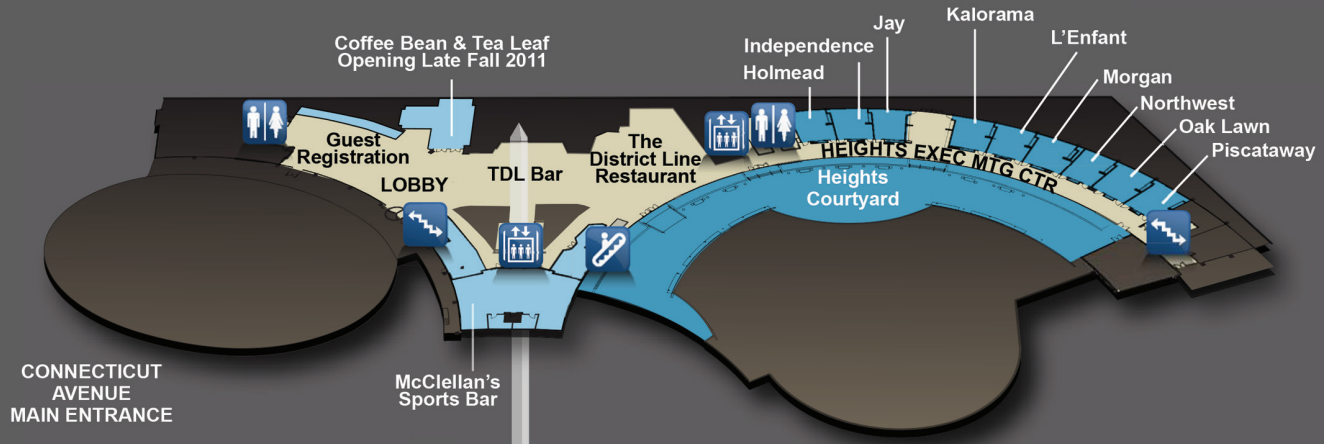 Coffee Bean & Tea Leaf
Opening Late Fall 2011
Guest
Registration
LOBBY
TDL Bar
The
District Line
Restaurant
Holmead
Independence
Jay
Kalorama
L'Enfant
Morgan
Northwest
Oak Lawn
Piscataway
HEIGHTS EXEC MTG CTR
Heights
Courtyard
McClellan's
Sports Bar
CONNECTICUT
AVENUE
MAIN ENTRANCE